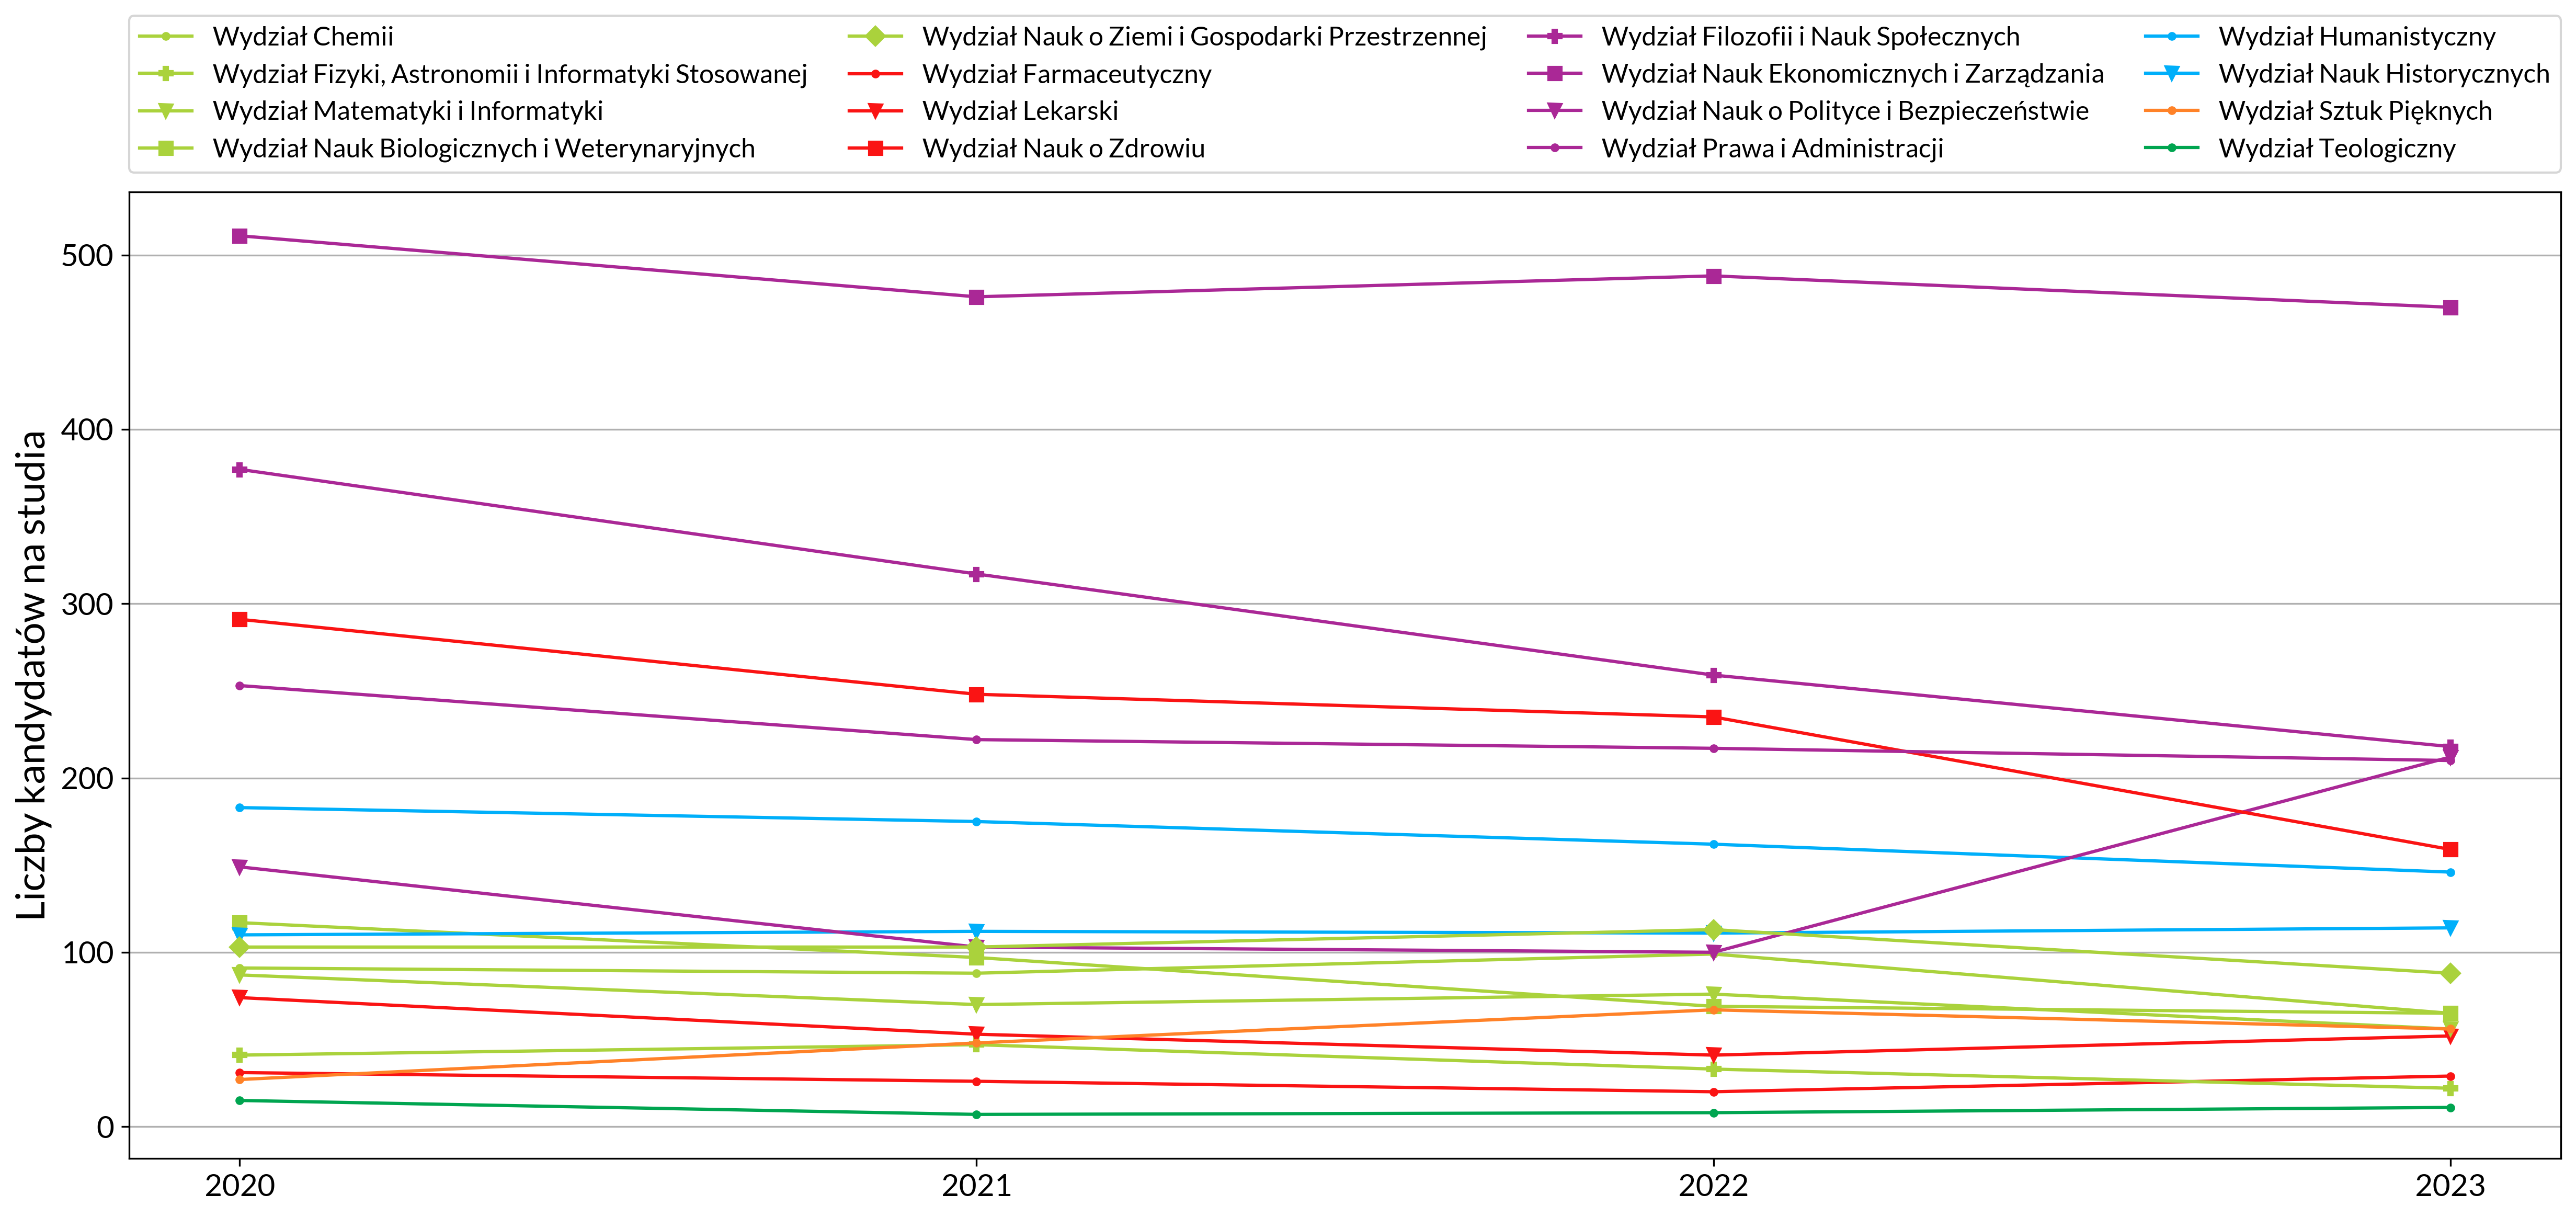 Wydział Chemii
Wydział Fizyki, Astronomii i Informatyki Stosowanej
Wydział Matematyki i Informatyki
Wydział Nauk Biologicznych i Weterynaryjnych
Wydział Nauk o Ziemi i Gospodarki Przestrzennej
Wydział Farmaceutyczny
Wydział Lekarski
Wydział Nauk o Zdrowiu
Wydział Filozofii i Nauk Społecznych
Wydział Nauk Ekonomicznych i Zarządzania
Wydział Nauk o Polityce i Bezpieczeństwie
Wydział Prawa i Administracji
Wydział Humanistyczny
Wydział Nauk Historycznych
Wydział Sztuk Pięknych
Wydział Teologiczny
Liczby kandydatów na studia
500
400
300
200
100
0
2020 2021 2022 2023